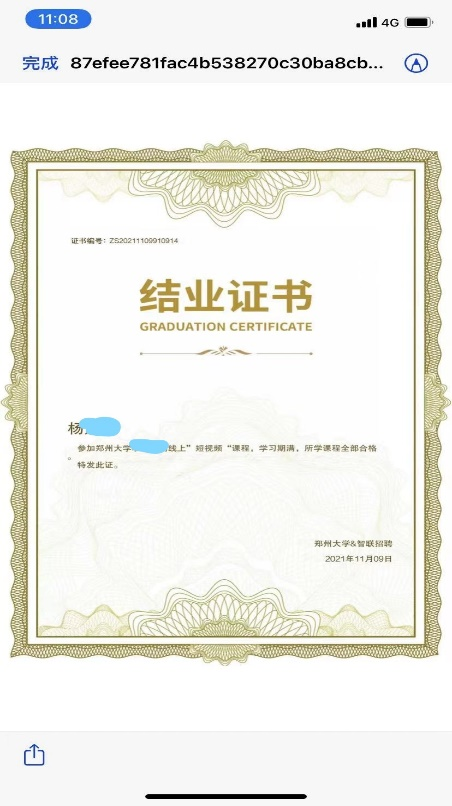 11:08
4G
完成 87efee781fac4b538270c30ba8cb...
证书编号：ZS20211109910914
结业证书
GRADUATION CERTIFICATE
杨
参加郑州大学 线上”短视频“课程，学习期满，所学课程全部合格
。特发此证。
郑州大学&智联招聘
2021年11月09日